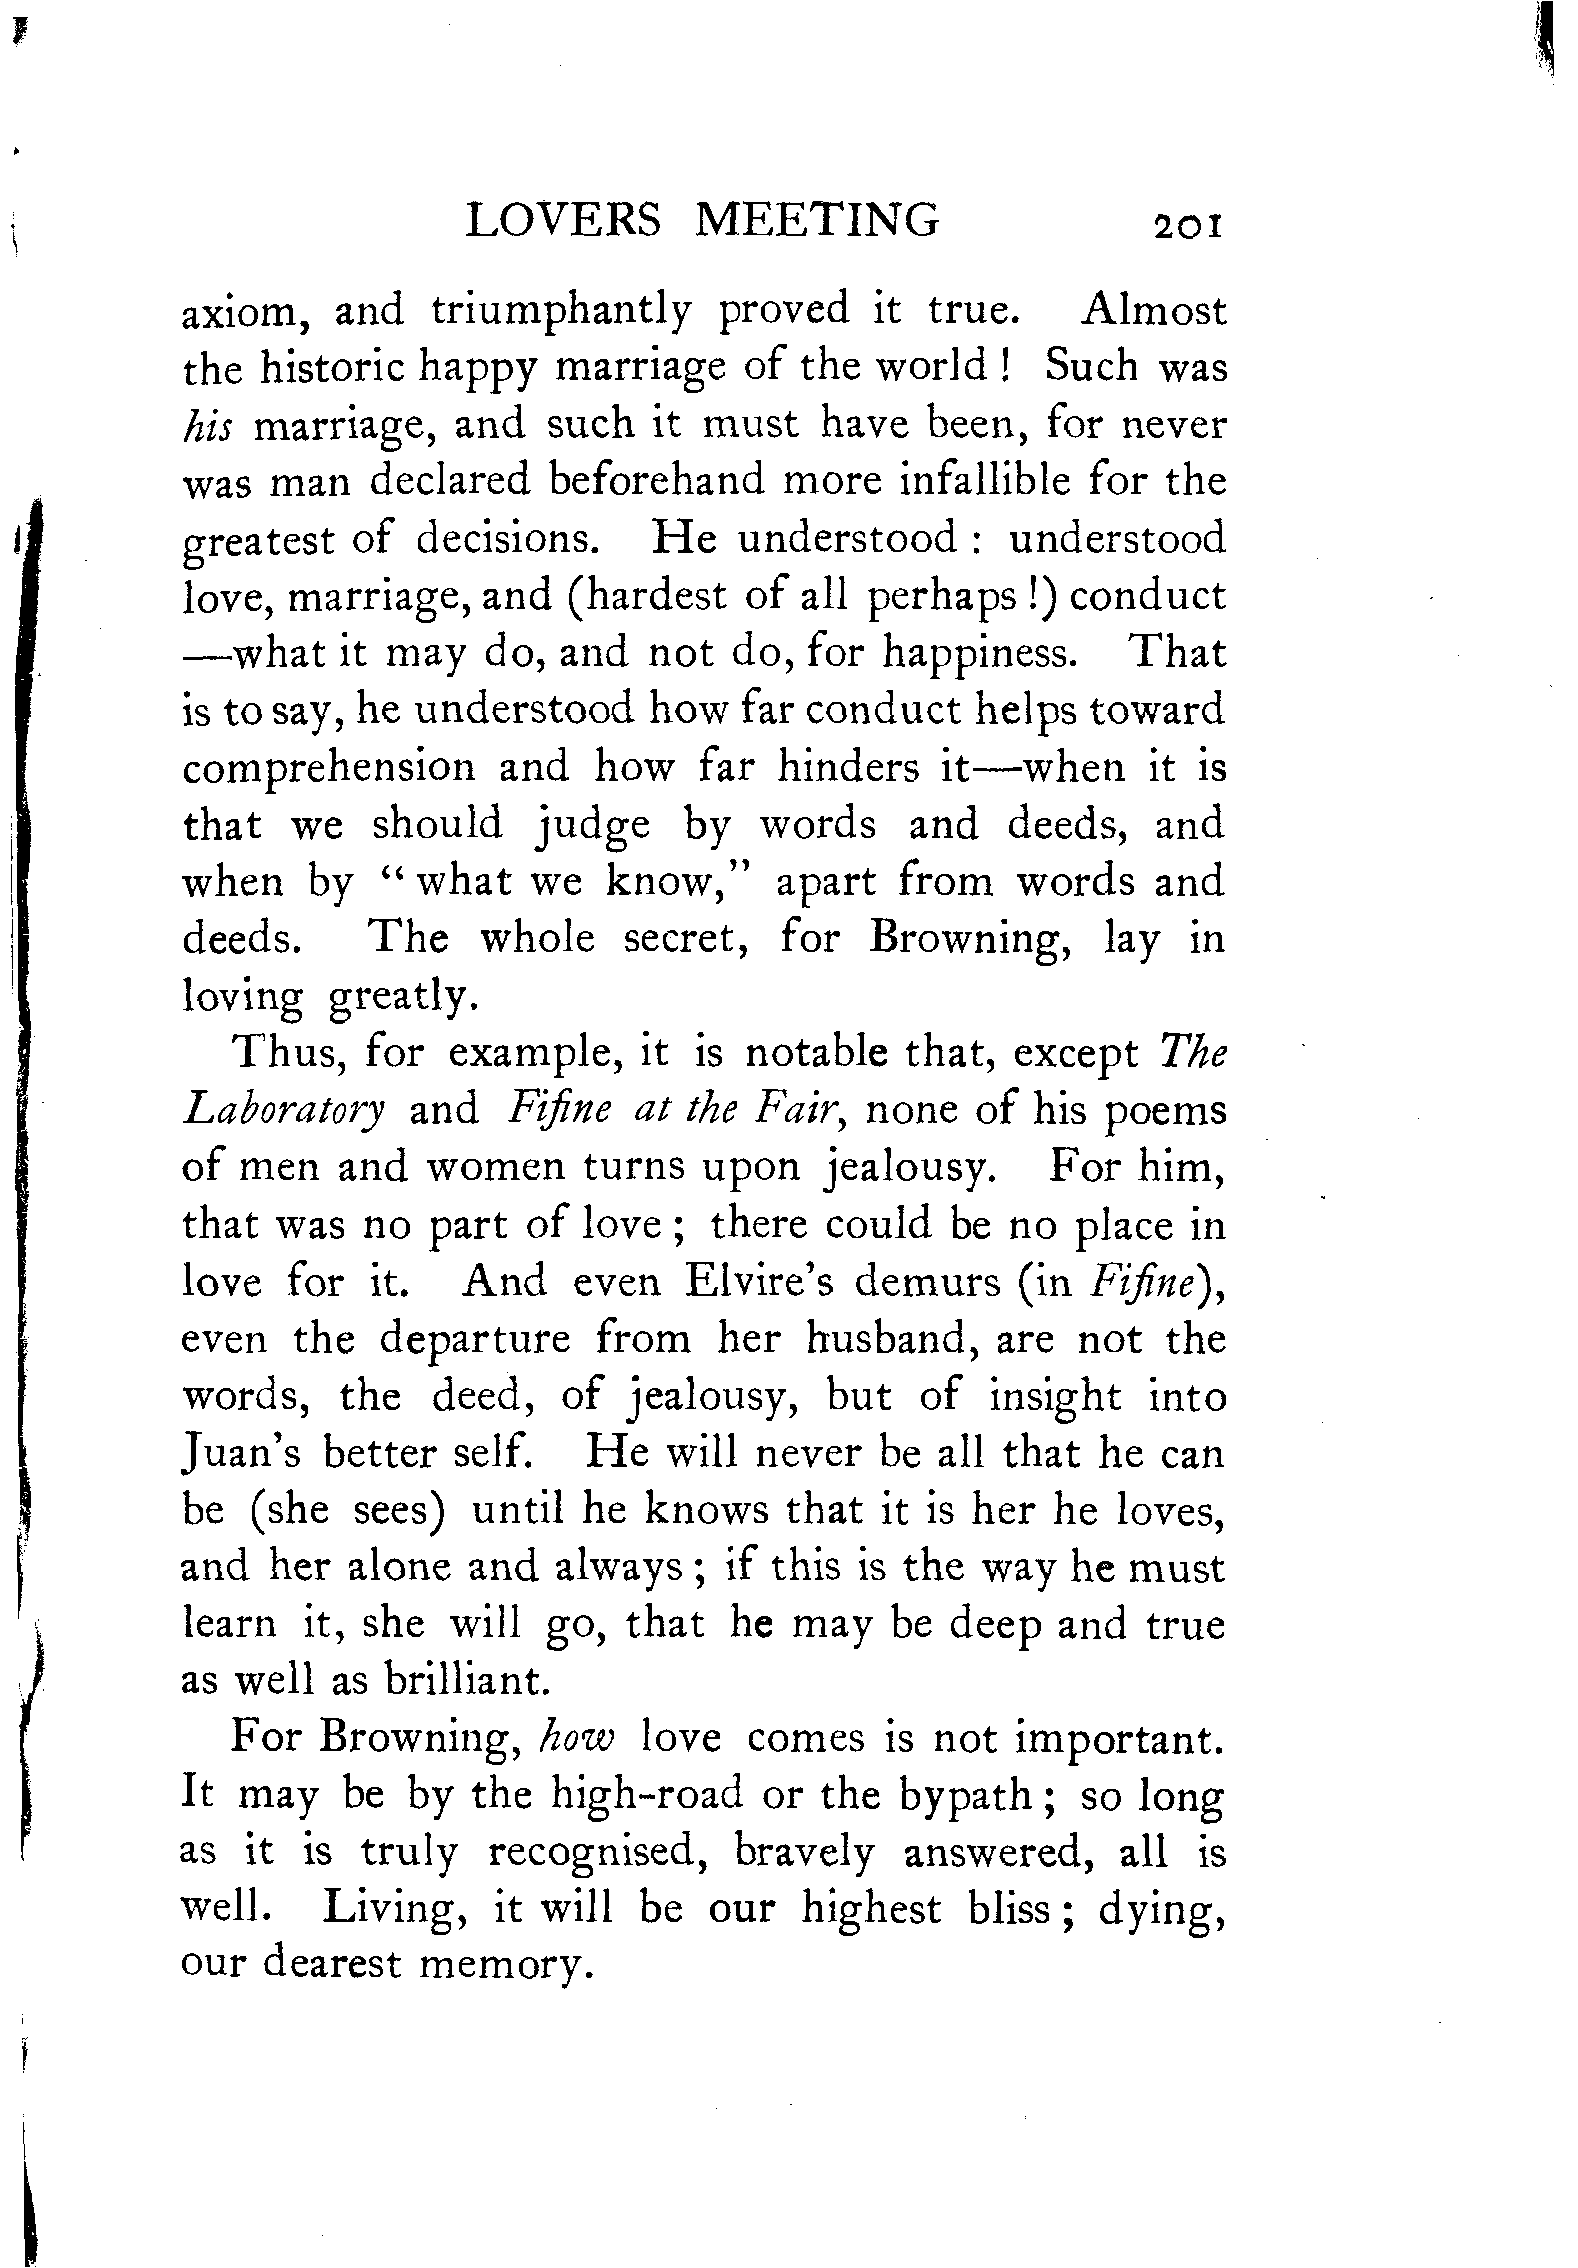 LOVERS MEETING 201
axiom, and triumphantly proved it true. Almost
the historic happy marriage of the world ! Such was
his marriage, and such it must have been, for never
was man declared beforehand more infallible for the
greatest of decisions. He understood : understood
love, marriage, and (hardest of all perhaps !) conduct
—what it may do, and not do, for happiness. That
is to say, he understood how far conduct helps toward
comprehension and how far hinders it—when it is
that we should judge by words and deeds, and
when by “ what we know,” apart from words and
deeds. The whole secret, for Browning, lay in
loving greatly.
Thus, for example, it is notable that, except The
Laboratory and Fifine at the Fair, none of his poems
of men and women turns upon jealousy. For him,
that was no part of love ; there could be no place in
love for it. And even Elvire’s demurs (in Fifine),
even the departure from her husband, are not the
words, the deed, of jealousy, but of insight into
Juan’s better self. He will never be all that he can
be (she sees) until he knows that it is her he loves,
and her alone and always ; if this is the way he must
learn it, she will go, that he may be deep and true
as well as brilliant.
For Browning, how love comes is not important.
It may be by the high-road or the bypath ; so long
as it is truly recognised, bravely answered, all is
well. Living, it will be our highest bliss ; dying,
our dearest memory.